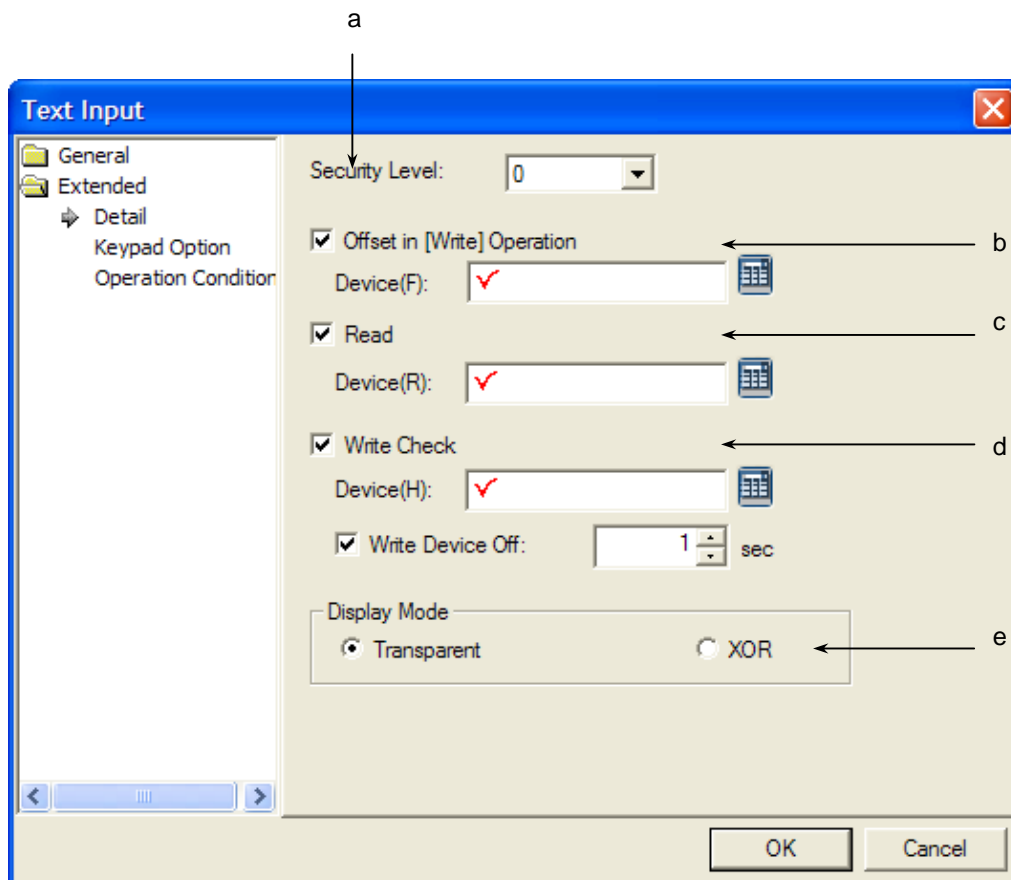 a
Text Input
General
Extended
Detail
Keypad Option
Operation Condition
Security Level:
0
Offset in [Write] Operation
b
Device(F):
Read
c
Device(R):
Write Check
d
Device(H):
Write Device Off:
1
sec
Display Mode
Transparent
XOR
e
OK
Cancel